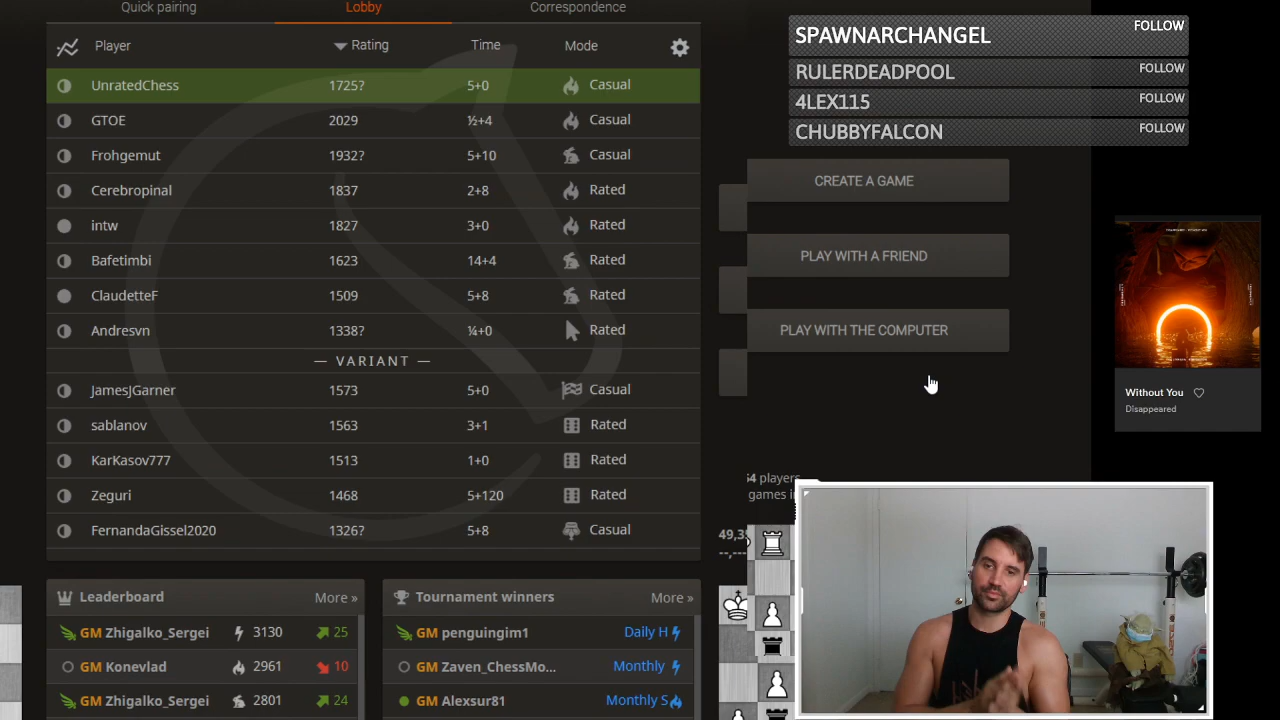 Quick pairing Lobby Correspondence
Player Rating Time Mode
UnratedChess 1725? 5+0 Casual
GTOE 2029 ½+4 Casual
Frohgemut 1932? 5+10 Casual
Cerebropinal 1837 2+8 Rated
intw 1827 3+0 Rated
Bafetimbi 1623 14+4 Rated
ClaudetteF 1509 5+8 Rated
Andresvn 1338? ¼+0 Rated
— VARIANT —
JamesJGarner 1573 5+0 Casual
sablanov 1563 3+1 Rated
KarKasov777 1513 1+0 Rated
Zeguri 1468 5+120 Rated
FernandaGissel2020 1326? 5+8 Casual
Leaderboard More »
GM Zhigalko_Sergei 3130 25
GM Konevlad 2961 10
GM Zhigalko_Sergei 2801 24
Tournament winners More »
GM penguingim1 Daily H
GM Zaven_ChessMo... Monthly
GM Alexsur81 Monthly S
SPAWNARCHANGEL FOLLOW
RULERDEADPOOL FOLLOW
4LEX115 FOLLOW
CHUBBYFALCON FOLLOW
CREATE A GAME
PLAY WITH A FRIEND
PLAY WITH THE COMPUTER
4 players
games i
49,3
--,---
Without You
DIsappeared